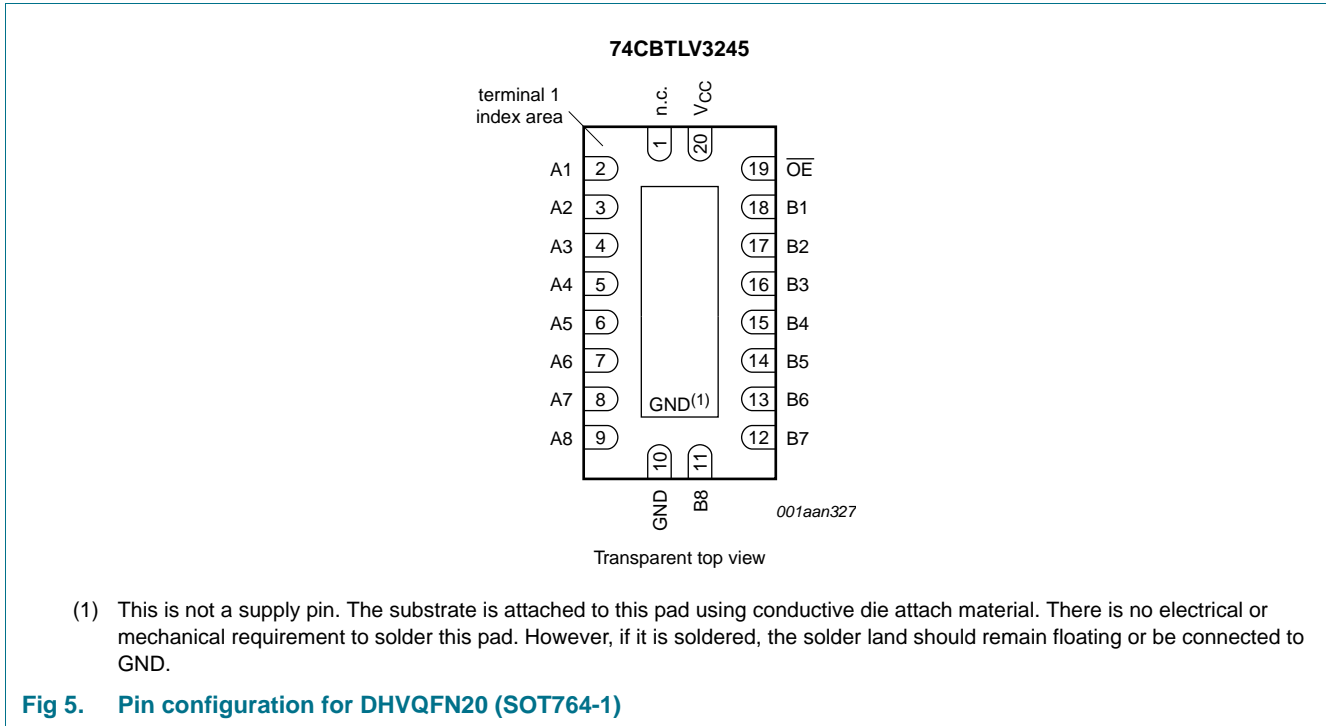 74CBTLV3245
terminal 1
index area
n.c.
VCC
1
20
A1 2 19 OE
A2 3 18 B1
A3 4 17 B2
A4 5 16 B3
A5 6 15 B4
A6 7 14 B5
A7 8 GND(1) 13 B6
A8 9 12 B7
10 11
GND B8
001aan327
Transparent top view
(1) This is not a supply pin. The substrate is attached to this pad using conductive die attach material. There is no electrical or
mechanical requirement to solder this pad. However, if it is soldered, the solder land should remain floating or be connected to
GND.
Fig 5. Pin configuration for DHVQFN20 (SOT764-1)